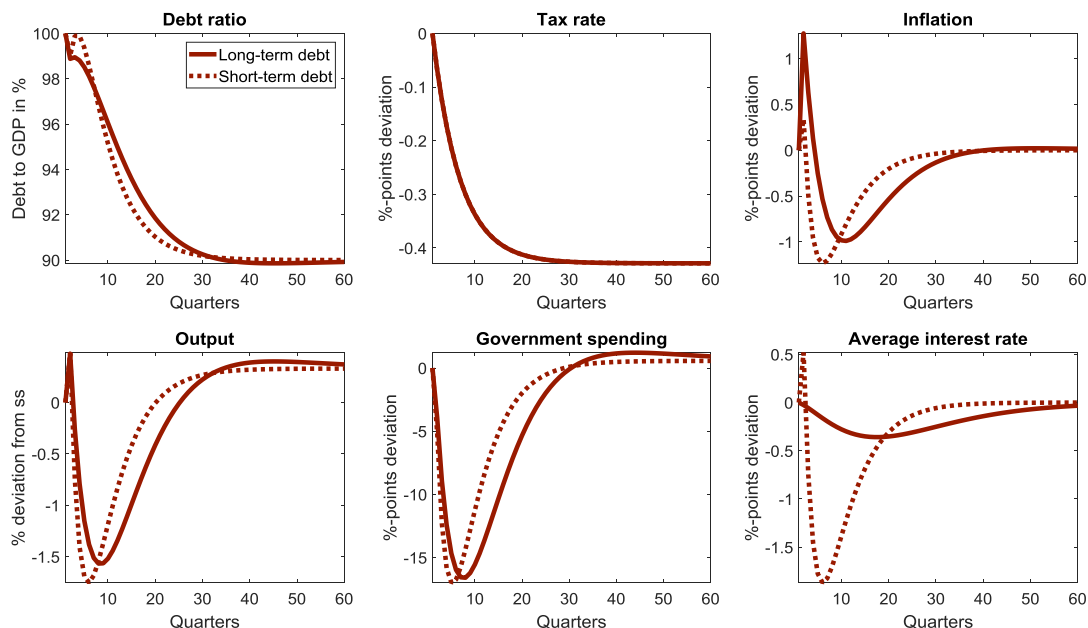 Debt ratio
Debt to GDP in %
100
98
96
94
92
90
Long-term debt
Short-term debt
10 20 30 40 50 60
Quarters
Tax rate
%-points deviation
0
-0.1
-0.2
-0.3
-0.4
10 20 30 40 50 60
Quarters
Inflation
%-points deviation
1
0.5
0
-0.5
-1
10 20 30 40 50 60
Quarters
Output
% deviation from ss
0
-0.5
-1
-1.5
10 20 30 40 50 60
Quarters
Government spending
%-points deviation
0
-5
-10
-15
10 20 30 40 50 60
Quarters
Average interest rate
%-points deviation
0.5
0
-0.5
-1
-1.5
10 20 30 40 50 60
Quarters